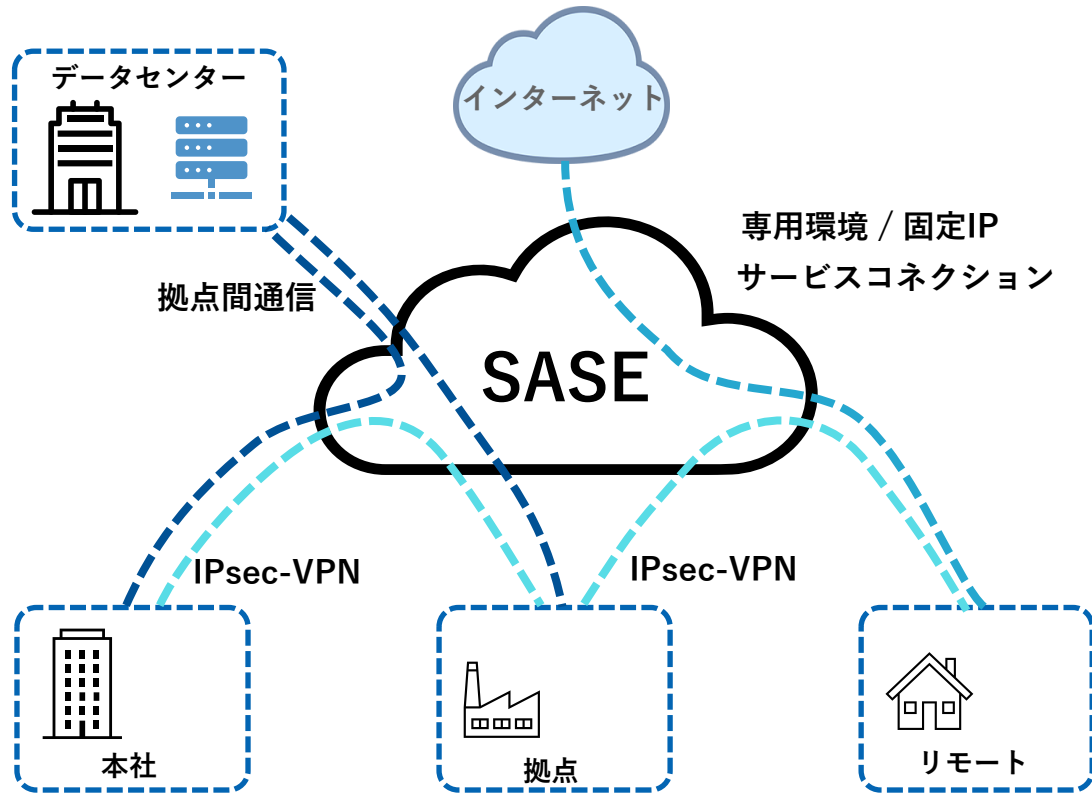 データセンター
インターネット
専用環境 / 固定IP
サービスコネクション
拠点間通信
SASE
IPsec-VPN
IPsec-VPN
本社
拠点
リモート